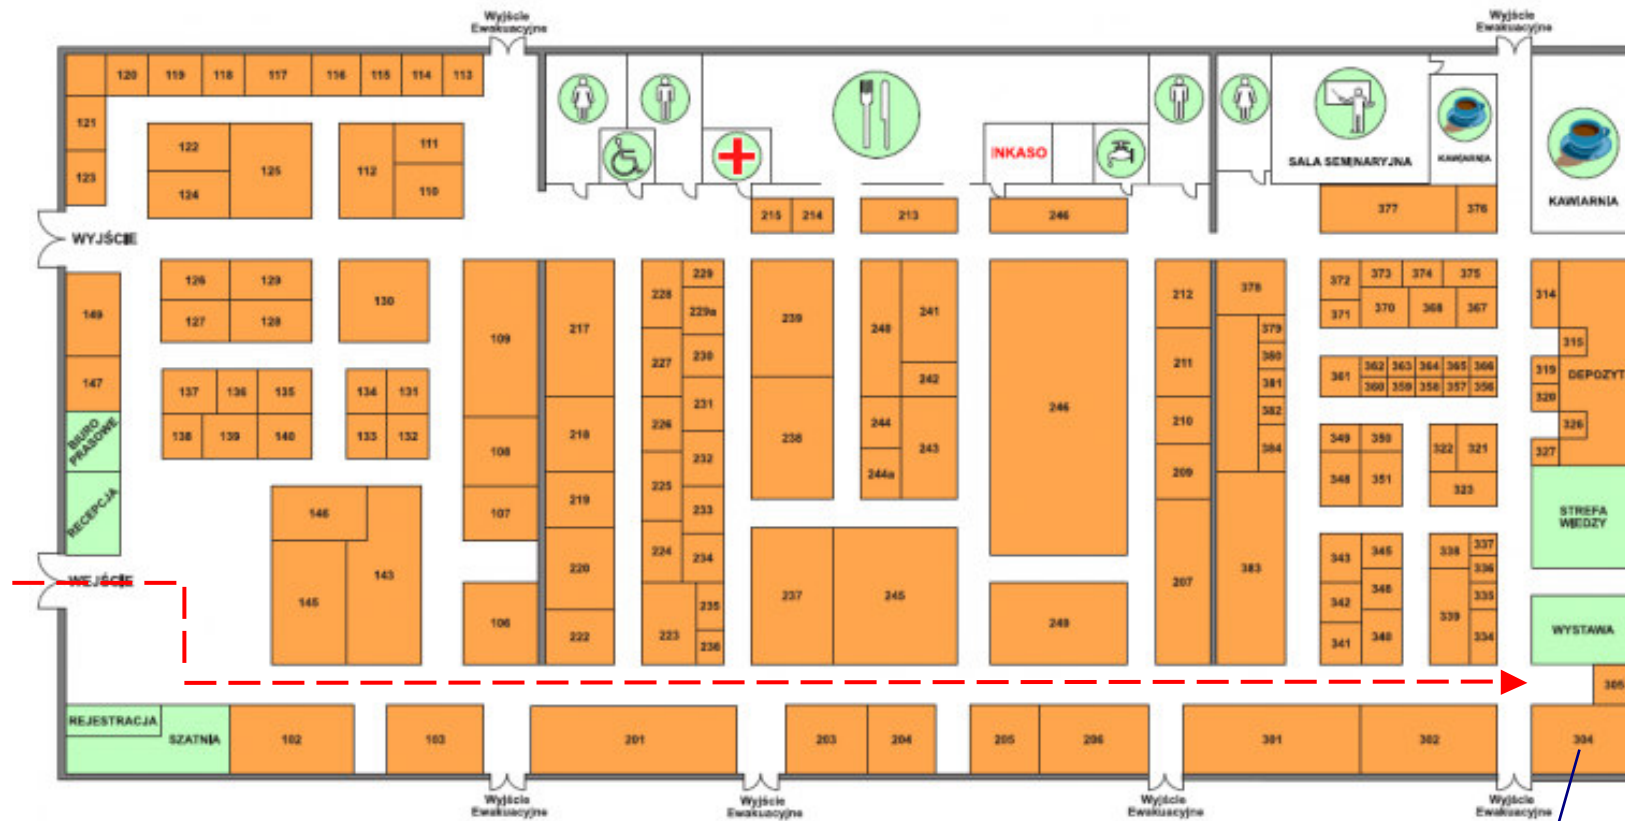 Wyjście
Ewakuacyjne
Wyjście
Ewakuacyjne
120 119 118 117 116 115 114 113
121
123
122
124
125
112
111
110
INKASO
SALA SEMINARYJNA
KAWIARNIA
KAWIARNIA
215 214
213
246
377
376
WYJŚCIE
149
147
126 129
127 128
130
109
108
107
106
137 136 135
138 139 140
134 131
133 132
BIURO
PRASOWE
RECEPCJA
WEJŚCIE
146
143
145
217
218
219
220
222
228
227
226
225
224
223
229
229a
230
231
232
233
234
235
236
239
238
237
240
241
242
244
243
244a
245
246
249
212
211
210
209
207
378
379
380
381
382
384
383
372
371
373 374 375
370 368 367
361
362 363 364 365 366
360 359 358 357 356
349 350
348 351
322 321
323
343
342
341
345
346
340
338
339
337
336
335
334
314
315
319
320
326
327
DEPOZYT
STREFA
WIEDZY
WYSTAWA
305
REJESTRACJA
SZATNIA
102
103
201
203
204
205
206
301
302
304
Wyjście
Ewakuacyjne
Wyjście
Ewakuacyjne
Wyjście
Ewakuacyjne
Wyjście
Ewakuacyjne